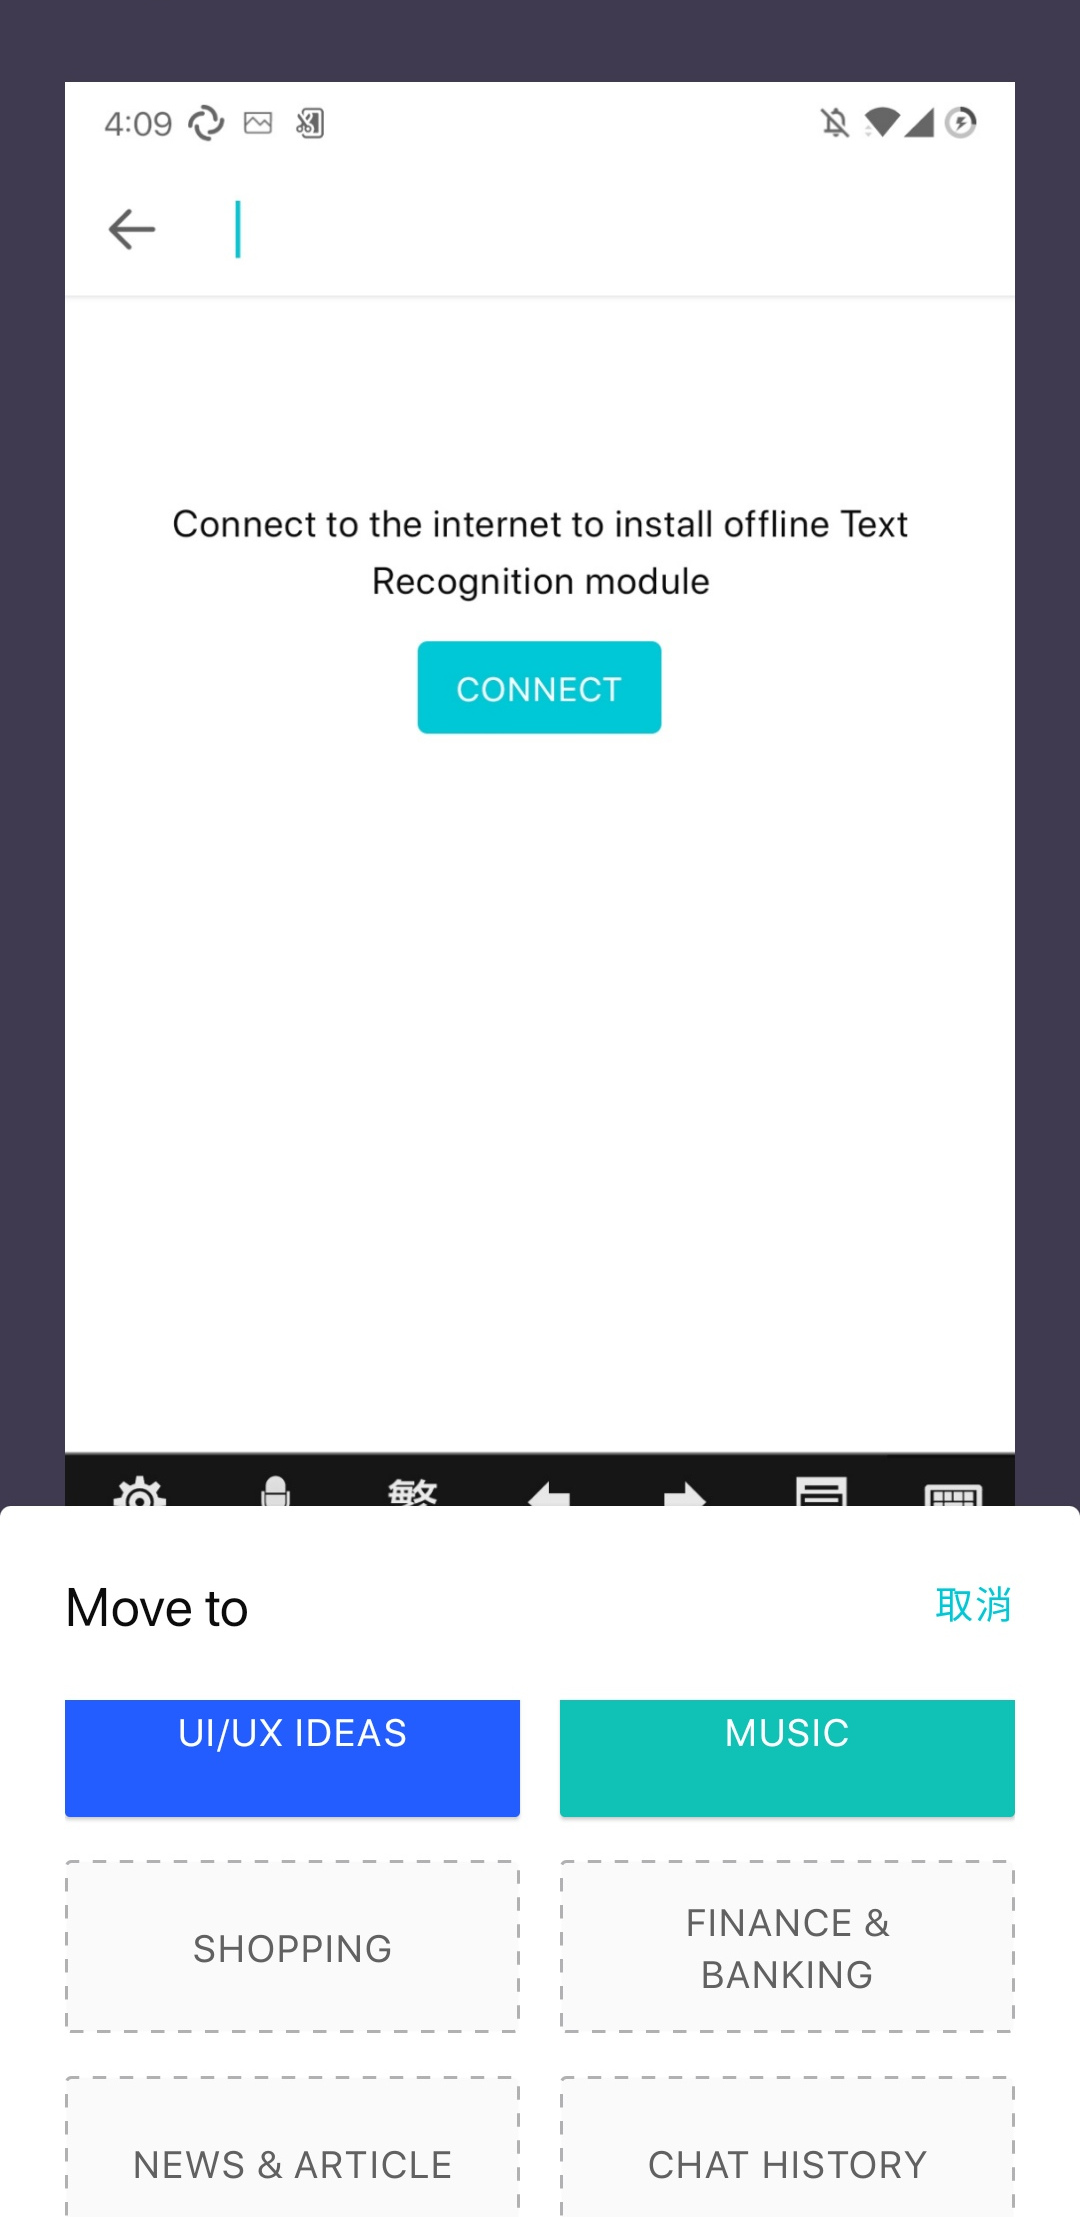 4:09
Connect to the internet to install offline Text
Recognition module
CONNECT
繁
Move to
取消
UI/UX IDEAS
MUSIC
SHOPPING
FINANCE &
BANKING
NEWS & ARTICLE
CHAT HISTORY